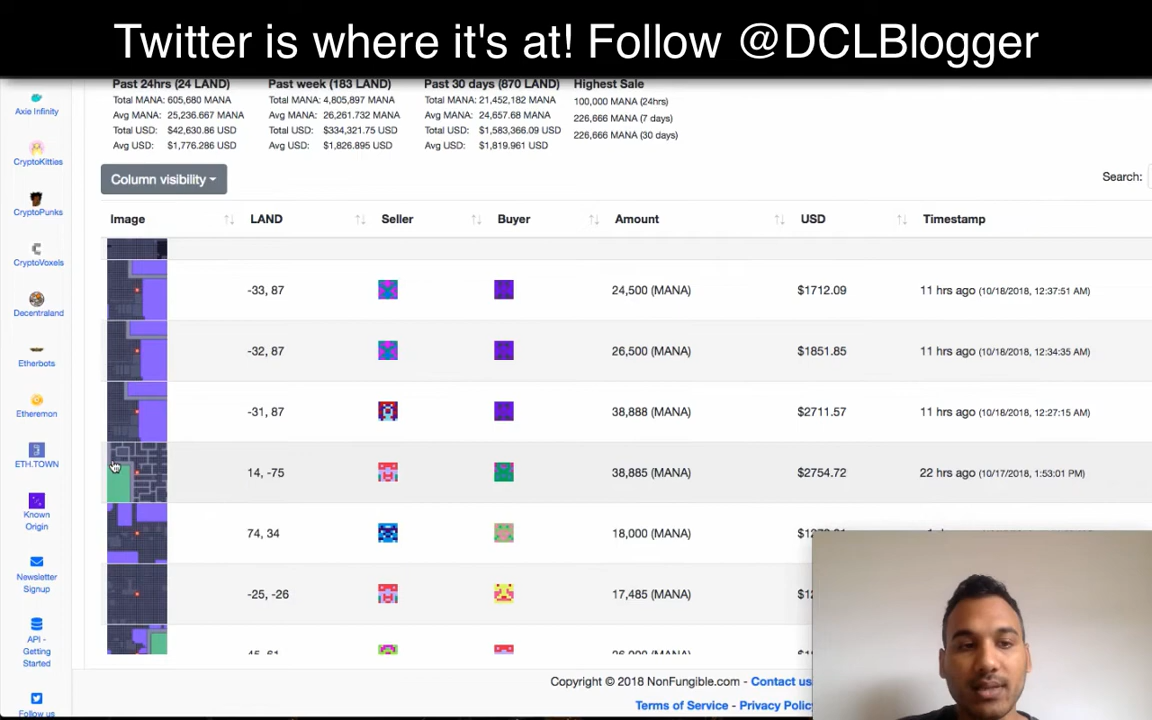 Twitter is where it's at! Follow @DCLBlogger
Past 24hrs (24 LAND)
Total MANA: 605,680 MANA
Avg MANA: 25,236.667 MANA
Total USD: $42,630.86 USD
Avg USD: $1,776.286 USD
Past week (183 LAND)
Total MANA: 4,805,897 MANA
Avg MANA: 26,261.732 MANA
Total USD: $334,321.75 USD
Avg USD: $1,826.895 USD
Past 30 days (870 LAND)
Total MANA: 21,452,182 MANA
Avg MANA: 24,657.68 MANA
Total USD: $1,583,366.09 USD
Avg USD: $1,819.961 USD
Highest Sale
100,000 MANA (24hrs)
226,666 MANA (7 days)
226,666 MANA (30 days)
Axie Infinity
CryptoKitties
CryptoPunks
CryptoVoxels
Decentraland
Etherbots
Etheremon
ETH.TOWN
Known
Origin
Newsletter
Signup
API -
Getting
Started
Follow us
Column visibility
Search:
Image LAND Seller Buyer Amount USD Timestamp
-33, 87 24,500 (MANA) $1712.09 11 hrs ago (10/18/2018, 12:37:51 AM)
-32, 87 26,500 (MANA) $1851.85 11 hrs ago (10/18/2018, 12:34:35 AM)
-31, 87 38,888 (MANA) $2711.57 11 hrs ago (10/18/2018, 12:27:15 AM)
14, -75 38,885 (MANA) $2754.72 22 hrs ago (10/17/2018, 1:53:01 PM)
74, 34 18,000 (MANA)
-25, -26 17,485 (MANA)
Copyright © 2018 NonFungible.com - Contact us
Terms of Service - Privacy Policy